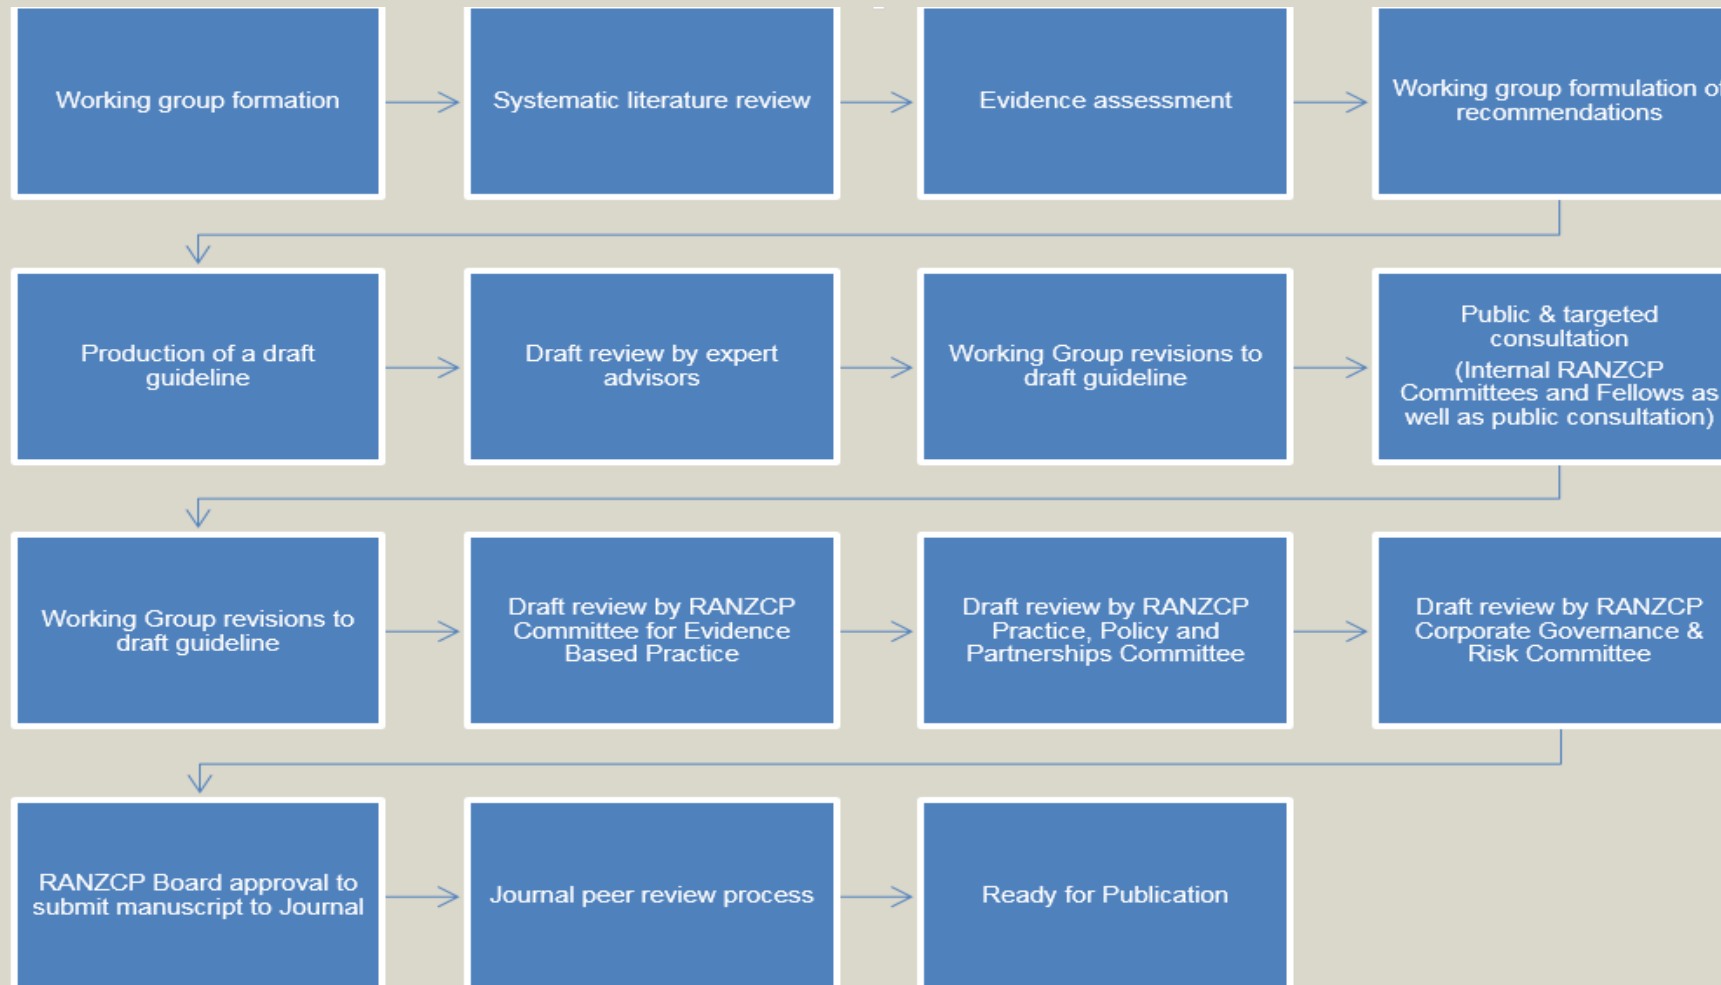 Working group formation
Systematic literature review
Evidence assessment
Working group formulation of
recommendations
Production of a draft
guideline
Draft review by expert
advisors
Working Group revisions to
draft guideline
Public & targeted
consultation
(Internal RANZCP
Committees and Fellows as
well as public consultation)
Working Group revisions to
draft guideline
Draft review by RANZCP
Committee for Evidence
Based Practice
Draft review by RANZCP
Practice, Policy and
Partnerships Committee
Draft review by RANZCP
Corporate Governance &
Risk Committee
RANZCP Board approval to
submit manuscript to Journal
Journal peer review process
Ready for Publication